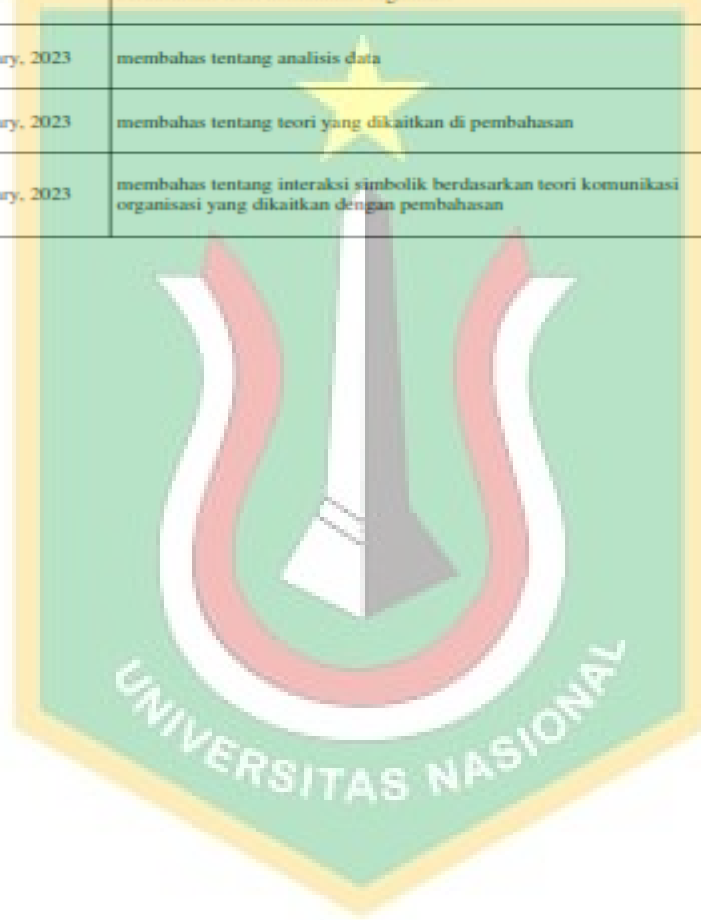 ry, 2023 membahas tentang analisis data
ry, 2023 membahas tentang teori yang dikaitkan di pembahasan
ry, 2023 membahas tentang interaksi simbolik berdasarkan teori komunikasi
organisasi yang dikaitkan dengan pembahasan
UNIVERSITAS NASIONAL